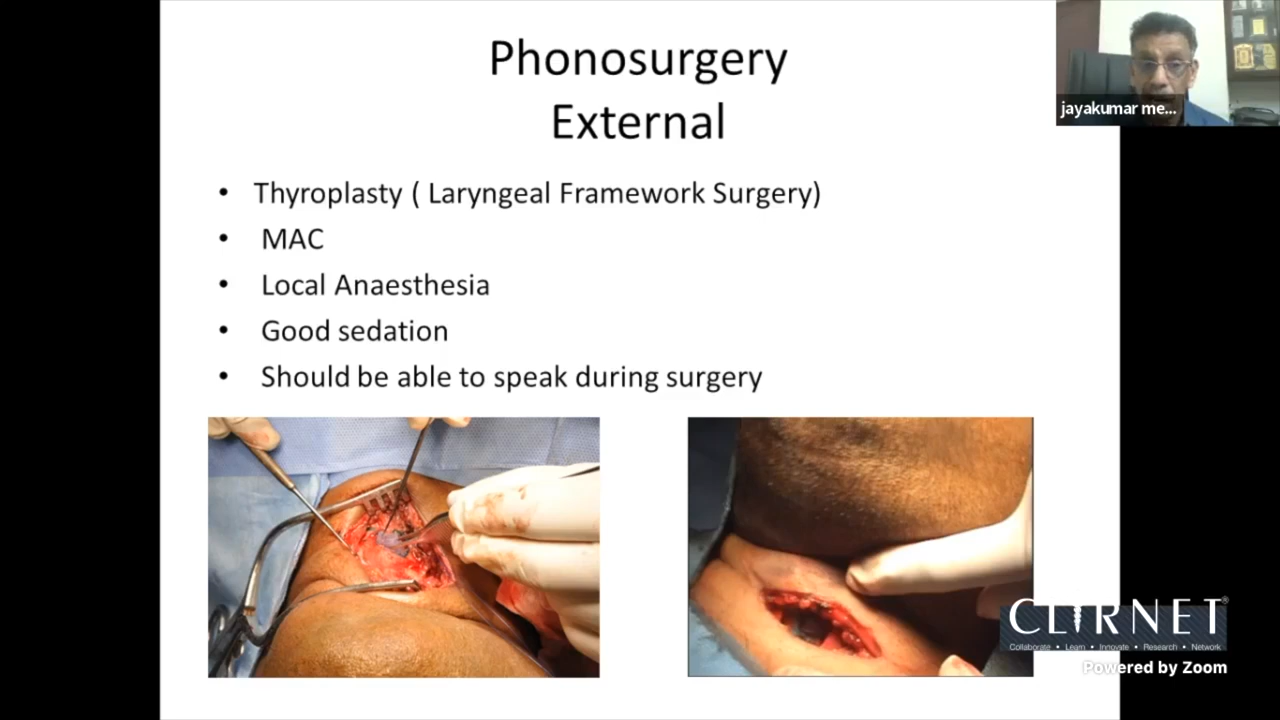 Phonosurgery
External
jayakumar me...
• Thyroplasty ( Laryngeal Framework Surgery)
• MAC
• Local Anaesthesia
• Good sedation
• Should be able to speak during surgery
CLIRNET®
Collaborate • Learn • Innovate • Research • Network
Powered by Zoom